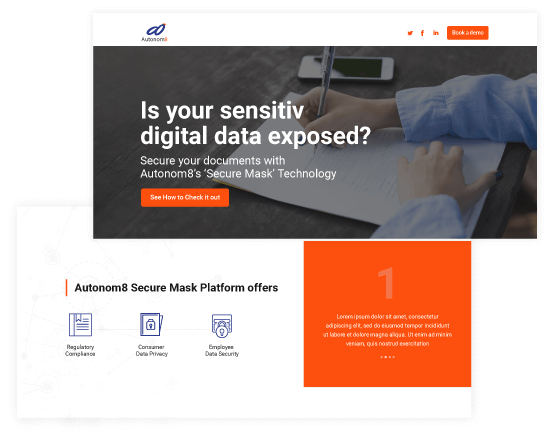 Autonom8
Book a demo
Is your sensitiv
digital data exposed?
Secure your documents with
Autonom8's 'Secure Mask' Technology
See How to Check it out
Autonom8 Secure Mask Platform offers
Regulatory
Compliance
Consumer
Data Privacy
Employee
Data Security
1
Lorem ipsum dolor sit amet, consectetur
adipiscing elit, sed do eiusmod tempor incididunt
ut labore et dolore magna aliqua. Ut enim ad minim
veniam, quis nostrud exercitation